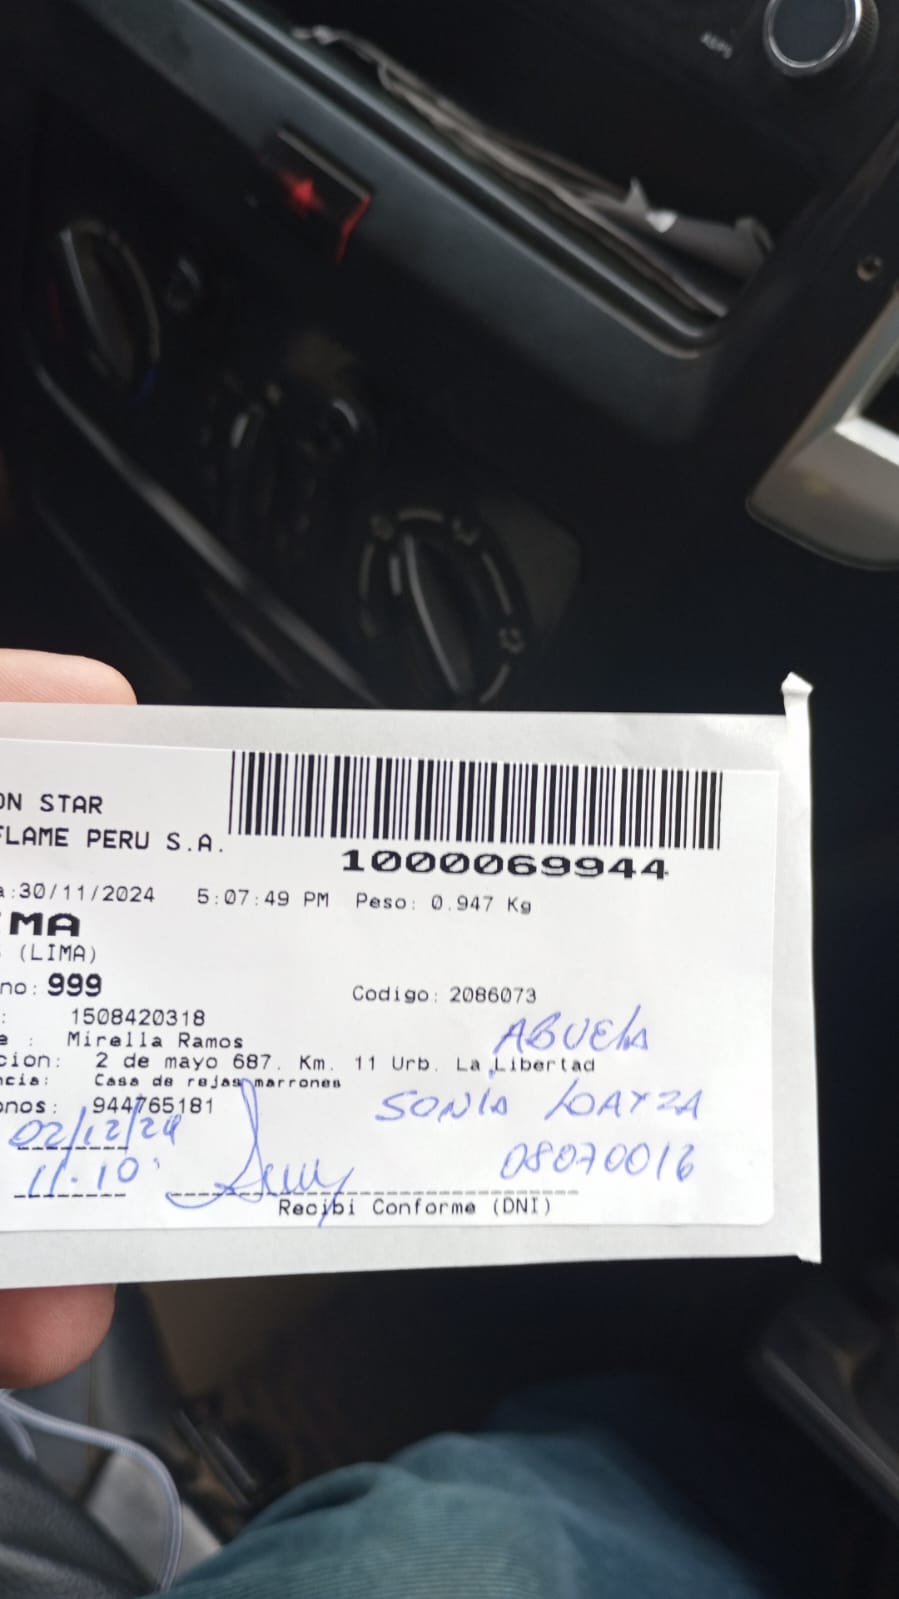 ON STAR
FLAME PERU S.A.
1000069944
a:30/11/2024 5:07:49 PM Peso: 0.947 Kg
IMA
(LIMA)
no: 999 Codigo: 2086073
: 1508420318
e : Mirella Ramos
ABUELA
cion: 2 de mayo 687. Km. 11 Urb. La Libertad
ncia: Casa de rejas marrones
onos: 944765181
SONIA LOAYZA
02/12/24
11.10
08070016
Recibi Conforme (DNI)